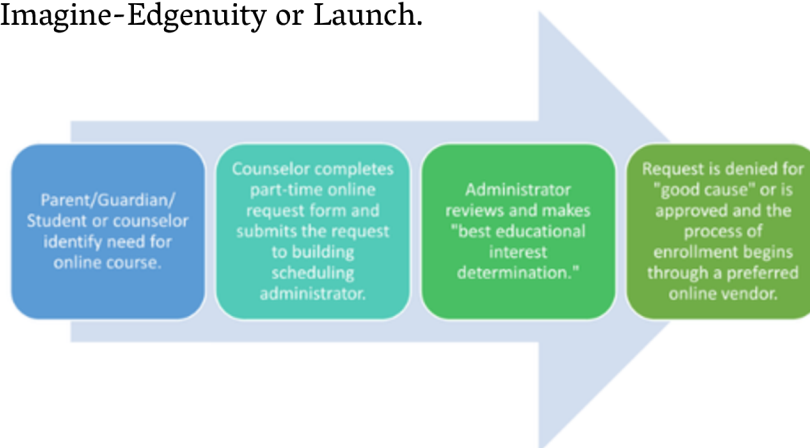 Imagine-Edgenuity or Launch.
Parent/Guardian/
Student or counselor
identify need for
online course.
Counselor completes
part-time online
request form and
submits the request
to building
scheduling
administrator.
Administrator
reviews and makes
"best educational
interest
determination."
Request is denied for
"good cause" or is
approved and the
process of
enrollment begins
through a preferred
online vendor.